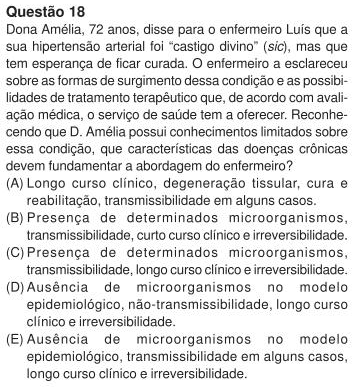 Questão 18
Dona Amélia, 72 anos, disse para o enfermeiro Luís que a
sua hipertensão arterial foi “castigo divino” (sic), mas que
tem esperança de ficar curada. O enfermeiro a esclareceu
sobre as formas de surgimento dessa condição e as possibi-
lidades de tratamento terapêutico que, de acordo com avali-
ação médica, o serviço de saúde tem a oferecer. Reconhe-
cendo que D. Amélia possui conhecimentos limitados sobre
essa condição, que características das doenças crônicas
devem fundamentar a abordagem do enfermeiro?
(A) Longo curso clínico, degeneração tissular, cura e
reabilitação, transmissibilidade em alguns casos.
(B) Presença de determinados microorganismos,
transmissibilidade, curto curso clínico e irreversibilidade.
(C) Presença de determinados microorganismos,
transmissibilidade, longo curso clínico e irreversibilidade.
(D) Ausência de microorganismos no modelo
epidemiológico, não-transmissibilidade, longo curso
clínico e irreversibilidade.
(E) Ausência de microorganismos no modelo
epidemiológico, transmissibilidade em alguns casos,
longo curso clínico e irreversibilidade.